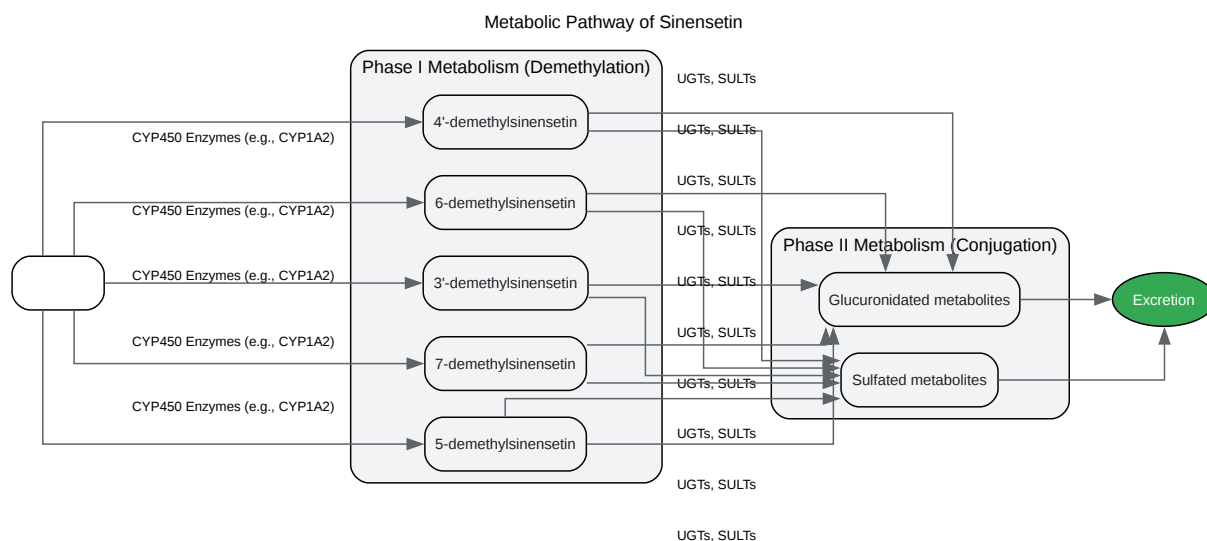 Metabolic Pathway of Sinensetin
Phase I Metabolism (Demethylation)
UGTs, SULTs
4'-demethylsinensetin
UGTs, SULTs
CYP450 Enzymes (e.g., CYP1A2)
UGTs, SULTs
6-demethylsinensetin
CYP450 Enzymes (e.g., CYP1A2)
UGTs, SULTs
Phase II Metabolism (Conjugation)
CYP450 Enzymes (e.g., CYP1A2)
3'-demethylsinensetin
UGTs, SULTs
Glucuronidated metabolites
Excretion
UGTs, SULTs
CYP450 Enzymes (e.g., CYP1A2)
7-demethylsinensetin
UGTs, SULTs
Sulfated metabolites
CYP450 Enzymes (e.g., CYP1A2)
UGTs, SULTs
5-demethylsinensetin
UGTs, SULTs
UGTs, SULTs